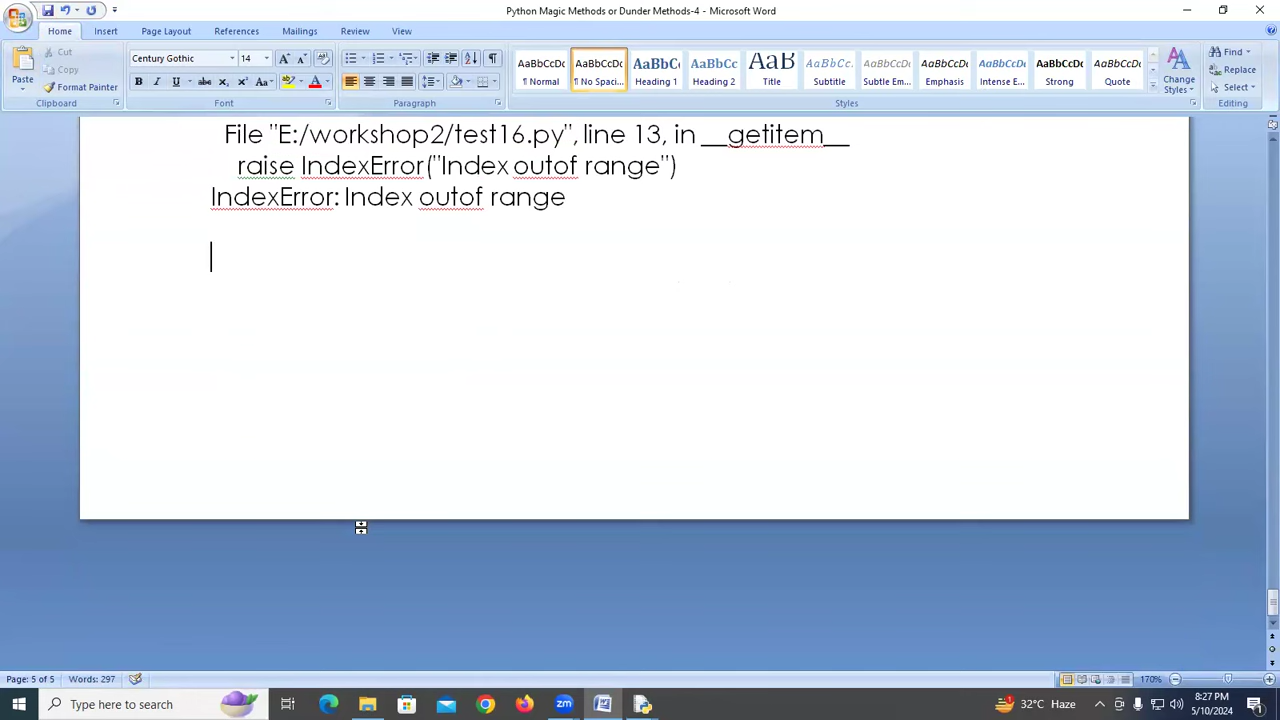 Python Magic Methods or Dunder Methods-4 - Microsoft Word
Home Insert Page Layout References Mailings Review View
Paste
Cut
Copy
Format Painter
Clipboard
Century Gothic 14
Font
Paragraph
AaBbCcDc ¶ Normal
AaBbCcDc ¶ No Spaci...
AaBbC Heading 1
AaBbCc Heading 2
AaB Title
AaBbCc. Subtitle
AaBbCcDc Subtle Em...
AaBbCcDc Emphasis
AaBbCcDc Intense E...
AaBbCcDc Strong
AaBbCcDc Quote
Change Styles
Styles
Find
Replace
Select
Editing
File "E:/workshop2/test16.py", line 13, in __getitem__
raise IndexError("Index outof range")
IndexError: Index outof range
Page: 5 of 5 Words: 297 170%
Type here to search
zm
32°C Haze
8:27 PM
5/10/2024